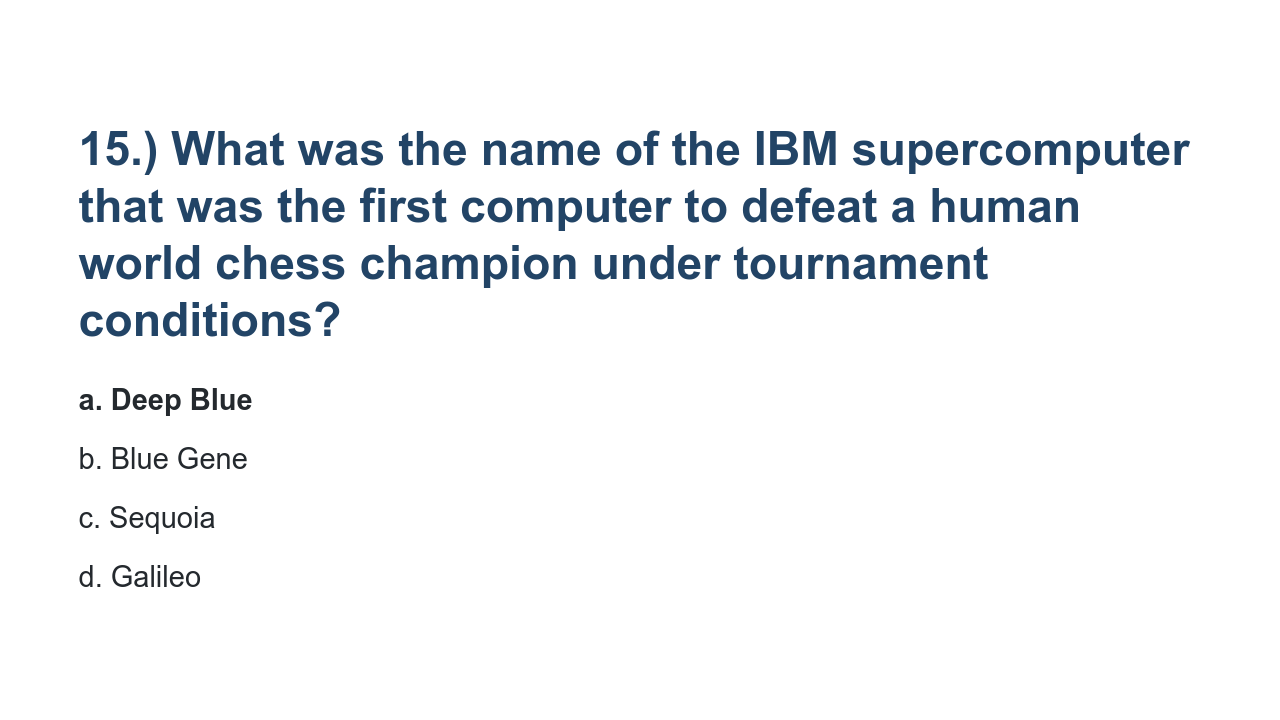 15.) What was the name of the IBM supercomputer
that was the first computer to defeat a human
world chess champion under tournament
conditions?
a. Deep Blue
b. Blue Gene
c. Sequoia
d. Galileo